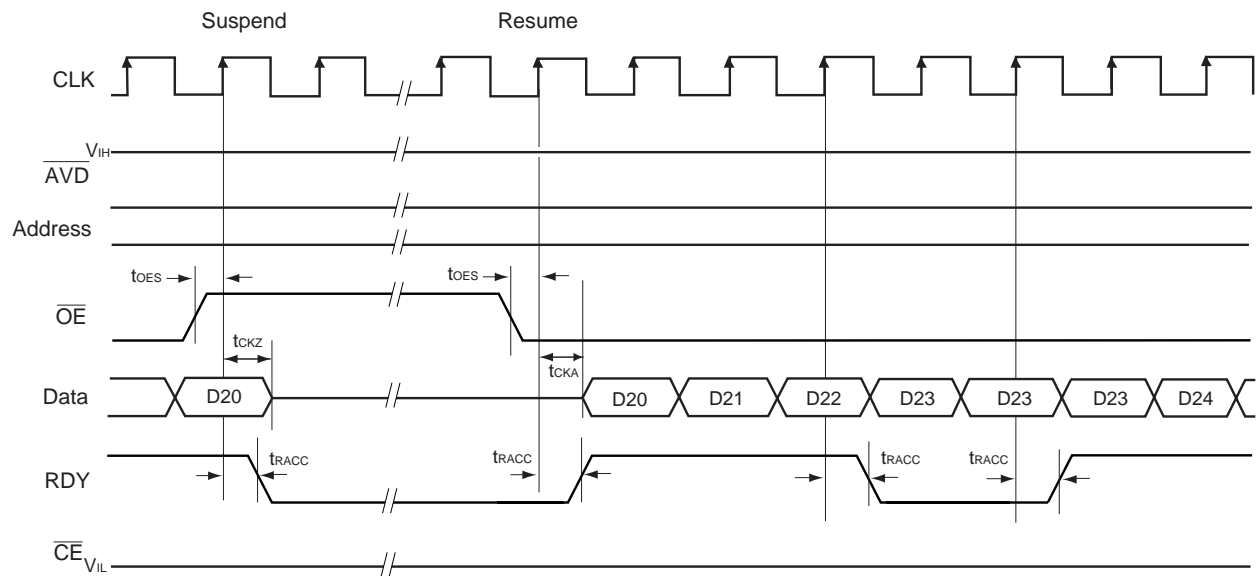 Suspend Resume
CLK
VIH
AVD
Address
tOES tOES
OE
tCKZ
tCKA
Data D20 D20 D21 D22 D23 D23 D23 D24
tRACC tRACC tRACC tRACC
RDY
CE VIL